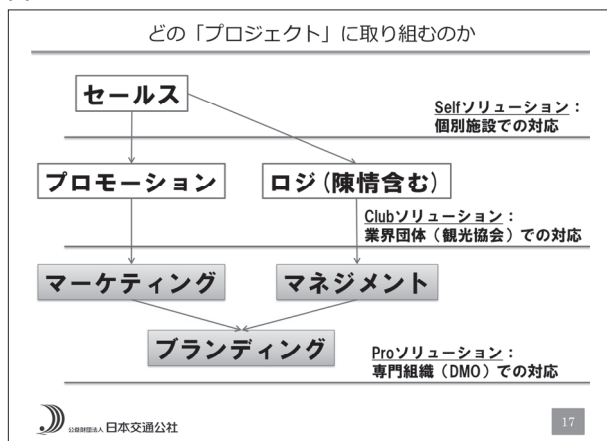 どの「プロジェクト」に取り組むのか
セールス
Selfソリューション：
個別施設での対応
プロモーション
ロジ(陳情含む)
Clubソリューション：
業界団体（観光協会）での対応
マーケティング
マネジメント
ブランディング
Proソリューション：
専門組織（DMO）での対応
公益財団法人 日本交通公社
17